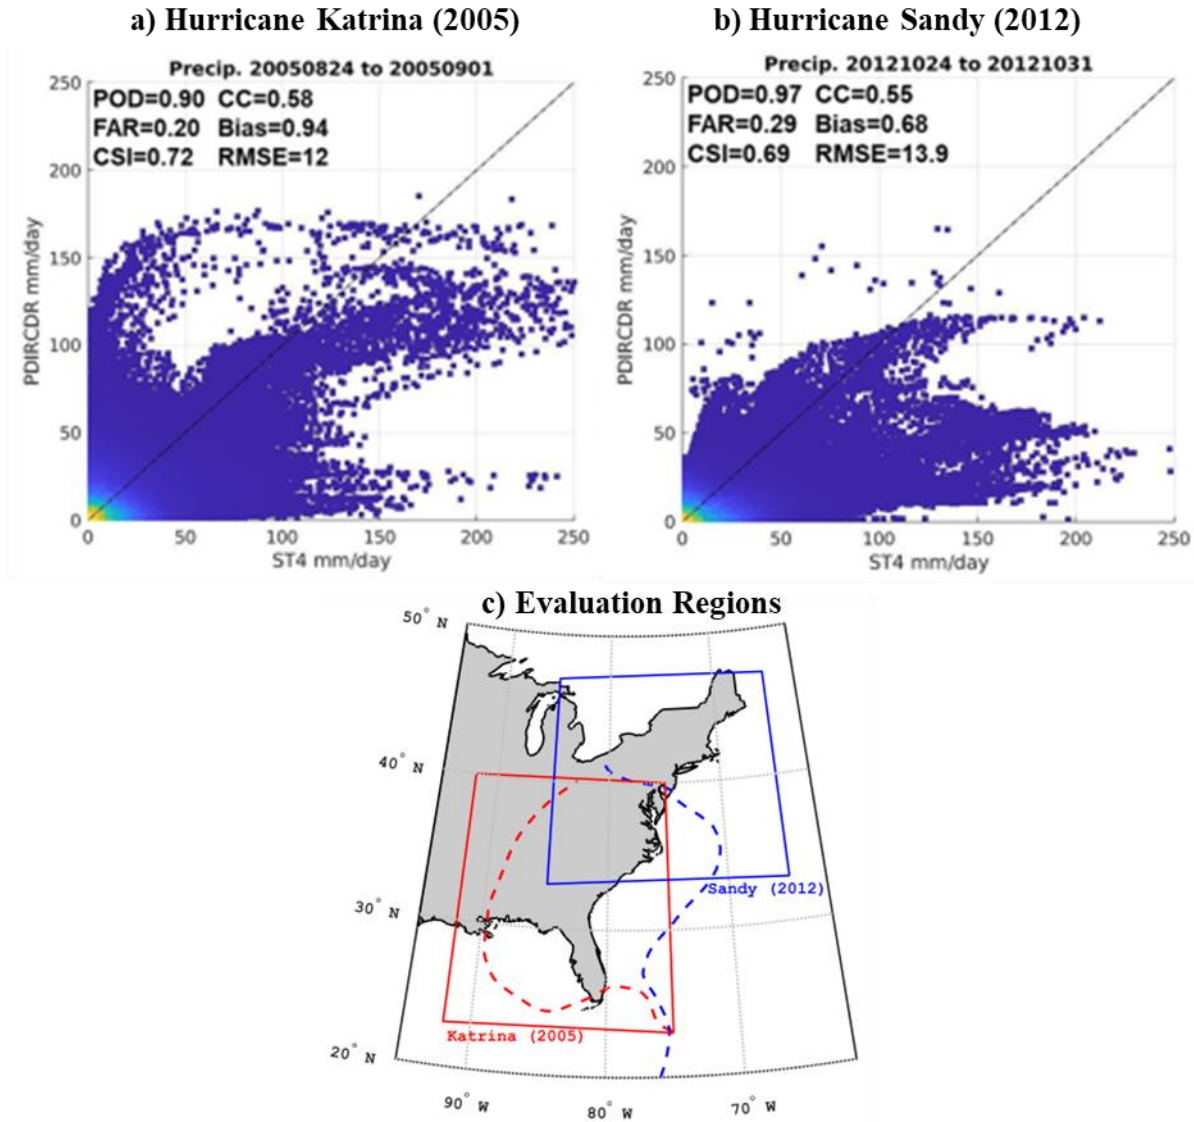 a) Hurricane Katrina (2005)
Precip. 20050824 to 20050901
250
200
150
100
50
0
PDIRCDR mm/day
POD=0.90 CC=0.58
FAR=0.20 Bias=0.94
CSI=0.72 RMSE=12
0 50 100 150 200 250
ST4 mm/day
b) Hurricane Sandy (2012)
Precip. 20121024 to 20121031
250
200
150
100
50
0
PDIRCDR mm/day
POD=0.97 CC=0.55
FAR=0.29 Bias=0.68
CSI=0.69 RMSE=13.9
0 50 100 150 200 250
ST4 mm/day
c) Evaluation Regions
50° N
40° N
30° N
20° N
Sandy (2012)
Katrina (2005)
90° W 80° W 70° W